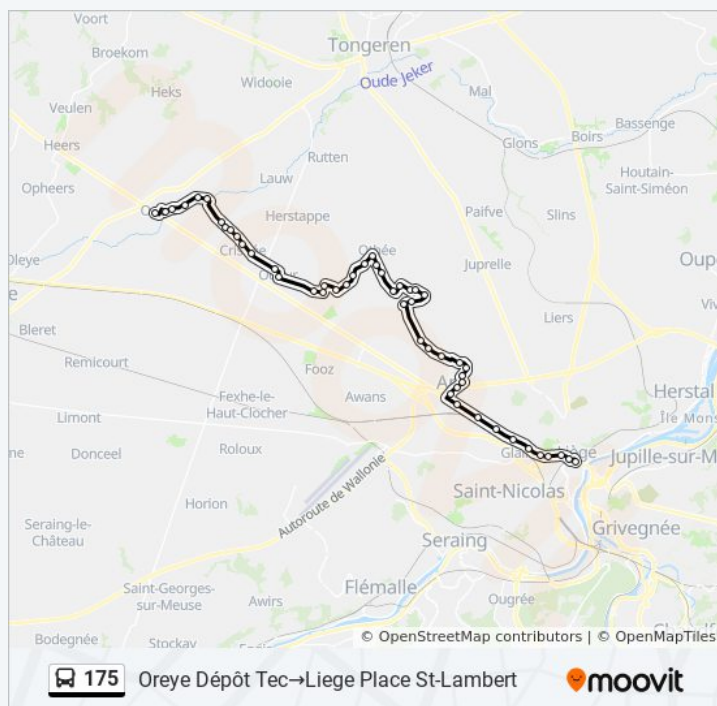 Voort
Broekom
Tongeren
Oude Jeker
Widooie
Mal
Heks
Veulen
Bassenge
Glons
Boirs
Heers
Rutten
Lauw
Houtain-
Saint-Siméon
Opheers
Herstappe
Paifve
Slins
Othée
Crisnée
Oleye
Juprelle
Liers
Bleret
Remicourt
Fooz
Awans
Fexhe-le-
Haut-Clocher
Herstal
Limont
Donceel
Roloux
Jupille-sur-M
Saint-Nicolas
Horion
Autoroute de Wallonie
Grivegnée
Seraing-le-
Château
Seraing
Saint-Georges-
sur-Meuse
Flémalle
Awirs
Ougrée
Bodegnée
Stockay
© OpenStreetMap contributors | © OpenMapTiles
175
Oreye Dépôt Tec→Liege Place St-Lambert
moovit